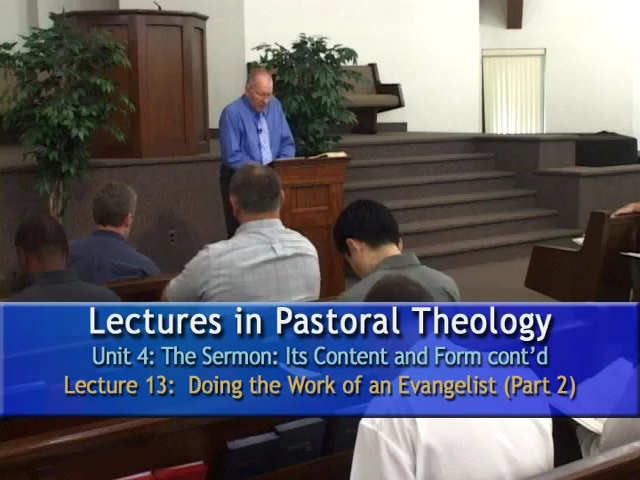 Lectures in Pastoral Theology
Unit 4: The Sermon: Its Content and Form cont'd
Lecture 13: Doing the Work of an Evangelist (Part 2)